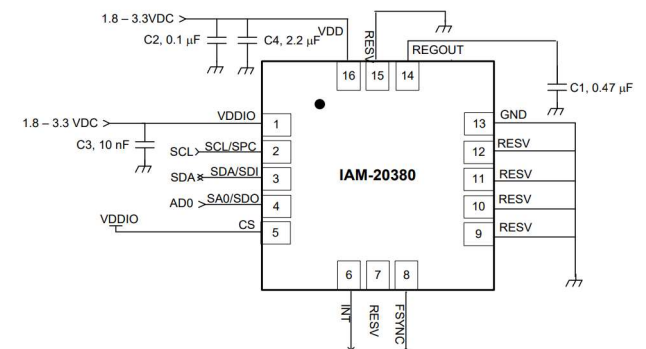 1.8 – 3.3VDC >
C2, 0.1 μF
C4, 2.2 μF
VDD
RESV
REGOUT
16
15
14
C1, 0.47 μF
1.8 – 3.3 VDC >
VDDIO
1
13
GND
C3, 10 nF
SCL
SCL/SPC
2
12
RESV
SDA
SDA/SDI
3
IAM-20380
11
RESV
AD0
SA0/SDO
4
10
RESV
VDDIO
CS
5
9
RESV
6
7
8
INT
RESV
FSYNC